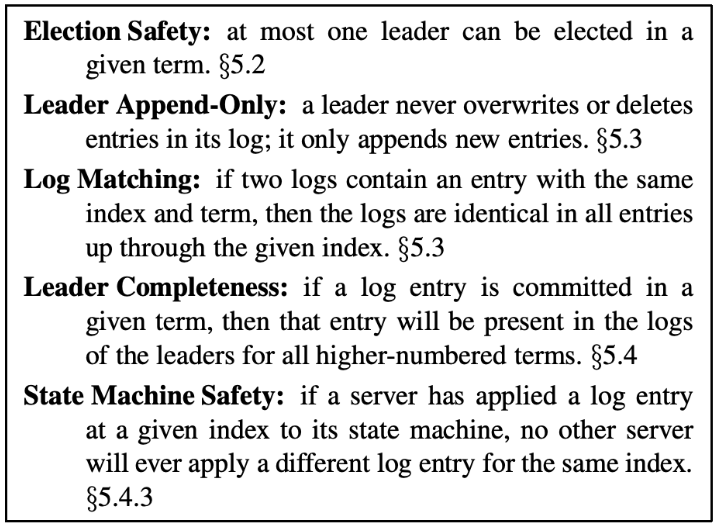 Election Safety: at most one leader can be elected in a
given term. §5.2
Leader Append-Only: a leader never overwrites or deletes
entries in its log; it only appends new entries. §5.3
Log Matching: if two logs contain an entry with the same
index and term, then the logs are identical in all entries
up through the given index. §5.3
Leader Completeness: if a log entry is committed in a
given term, then that entry will be present in the logs
of the leaders for all higher-numbered terms. §5.4
State Machine Safety: if a server has applied a log entry
at a given index to its state machine, no other server
will ever apply a different log entry for the same index.
§5.4.3